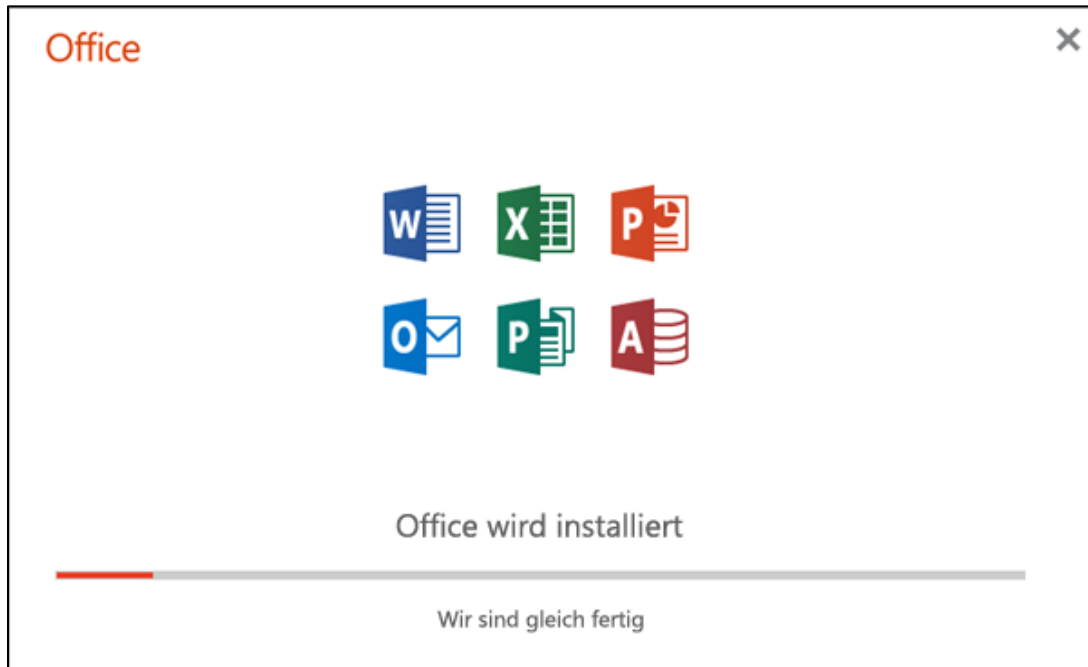 Office
W X P
O P A
Office wird installiert
Wir sind gleich fertig